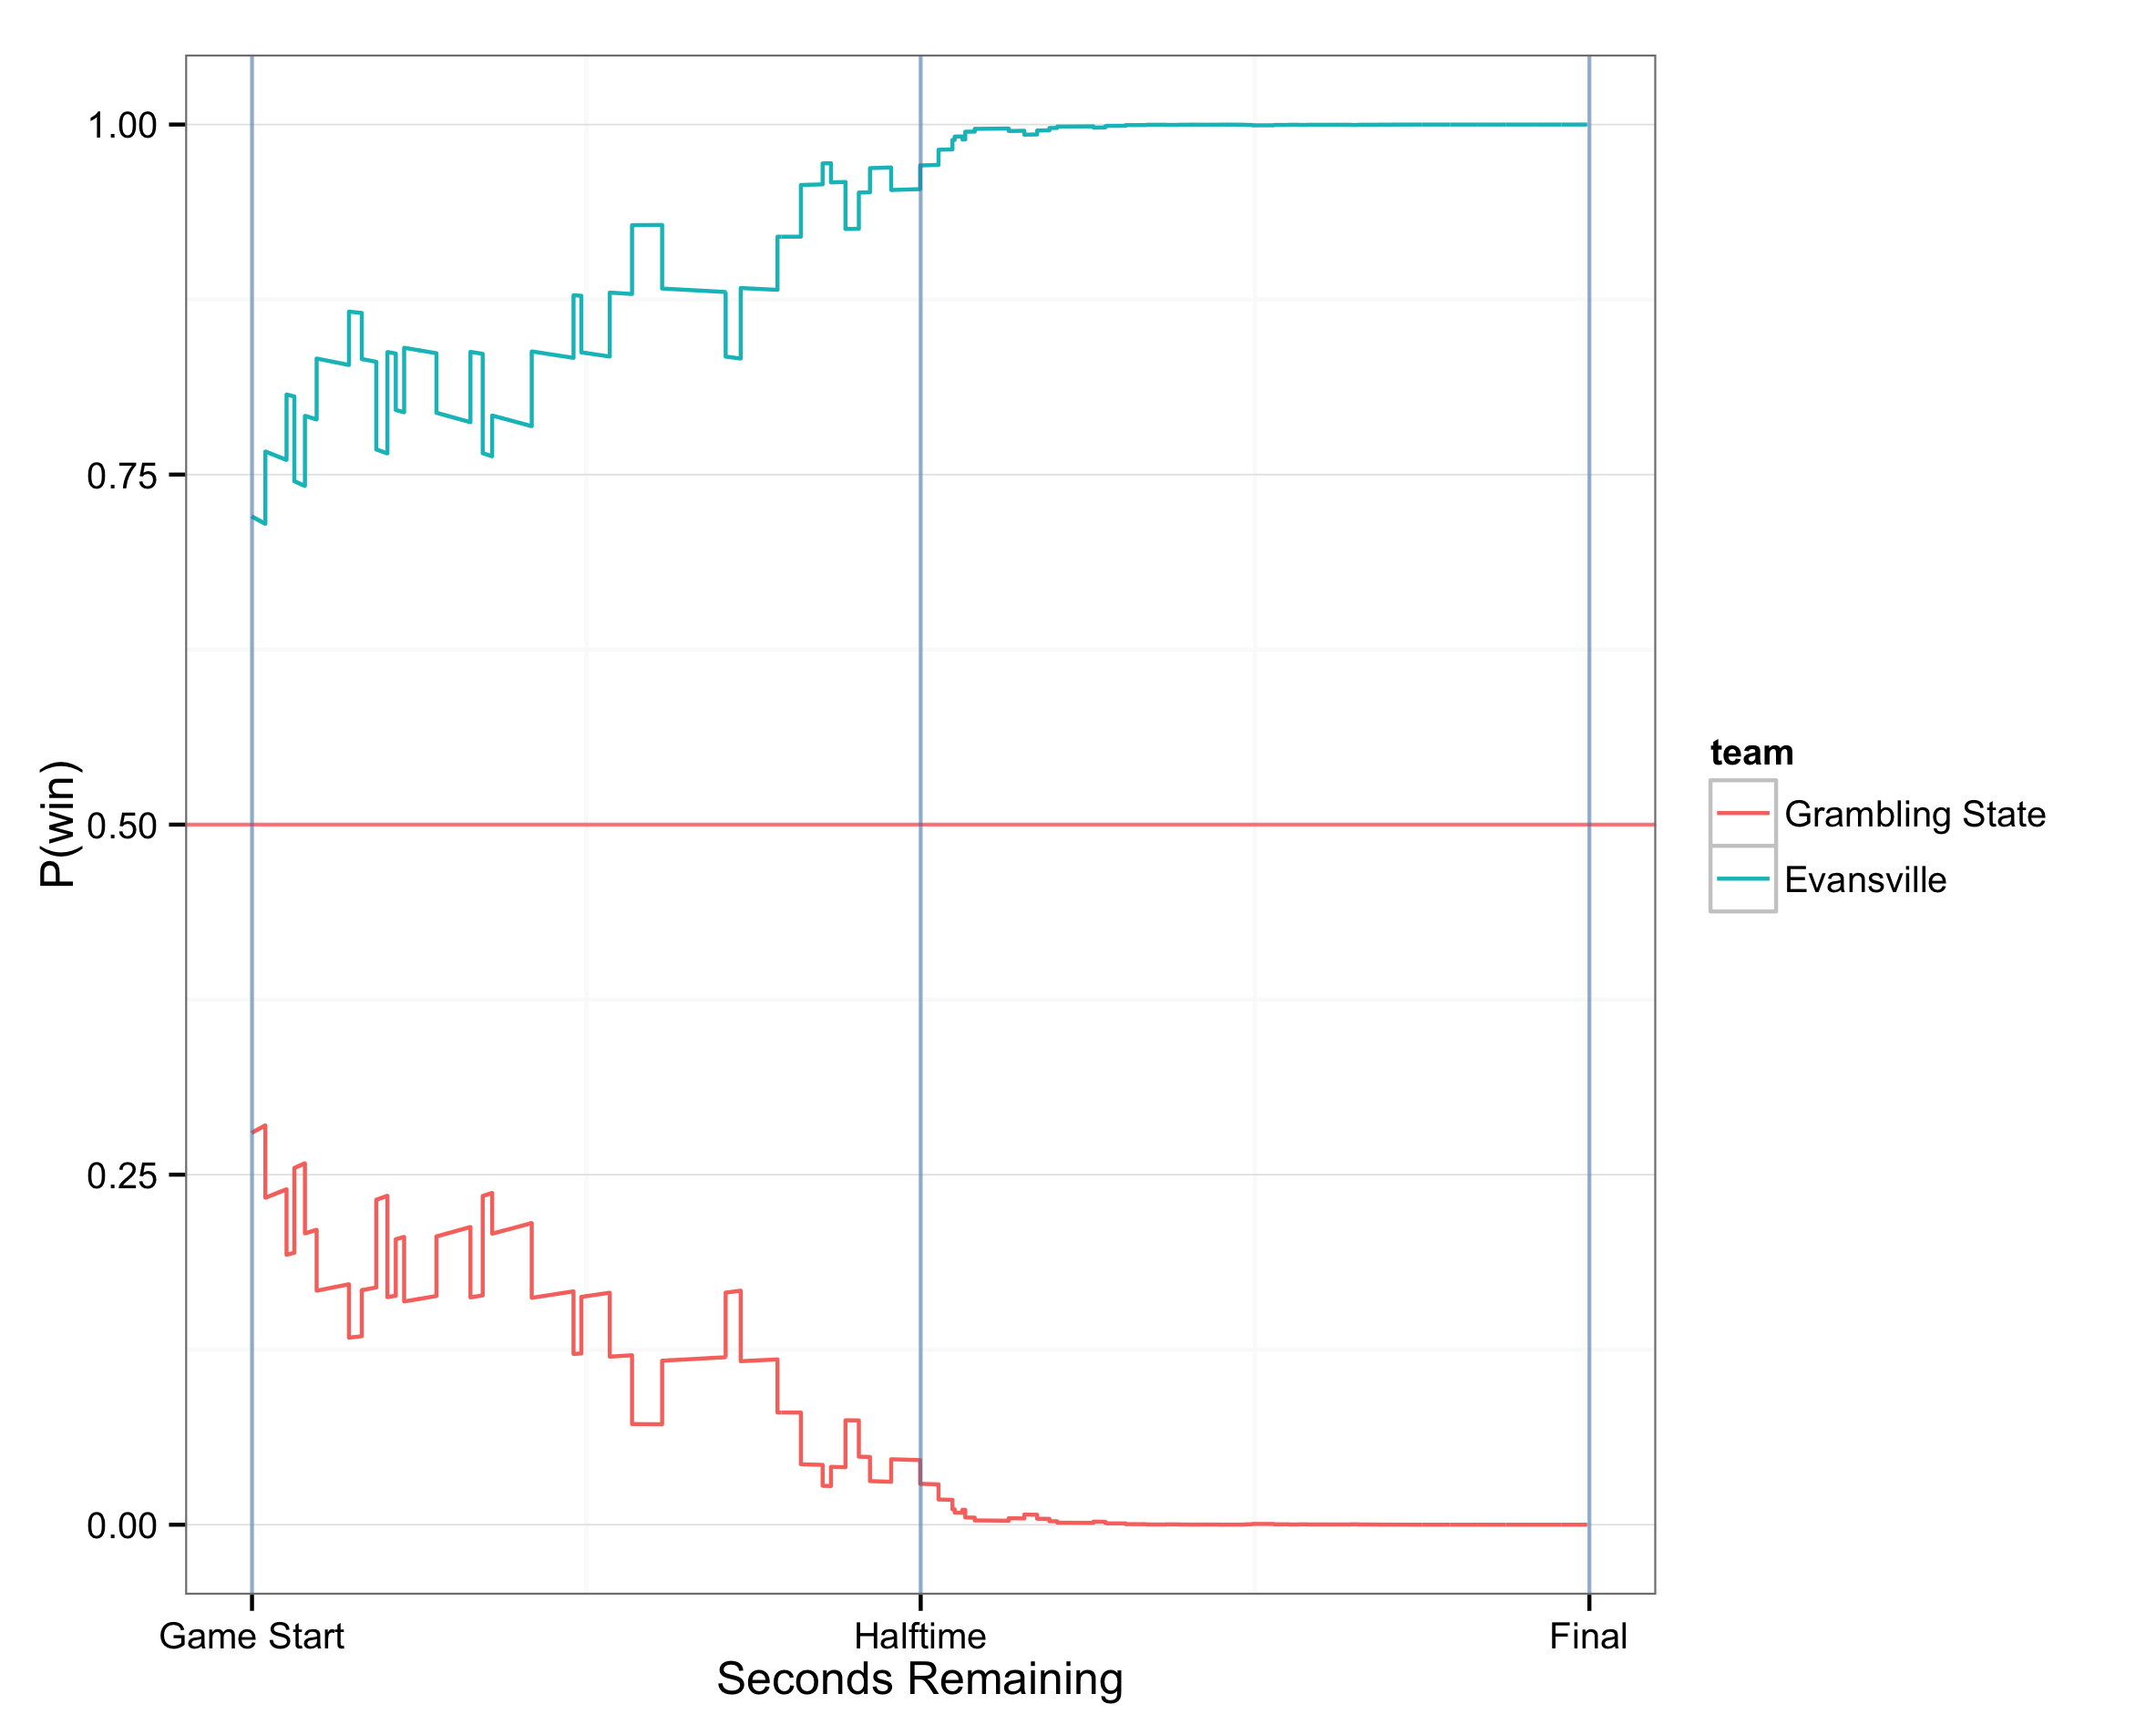 1.00
0.75
0.50
0.25
0.00
P(win)
Game Start
Halftime
Final
Seconds Remaining
team
Grambling State
Evansville